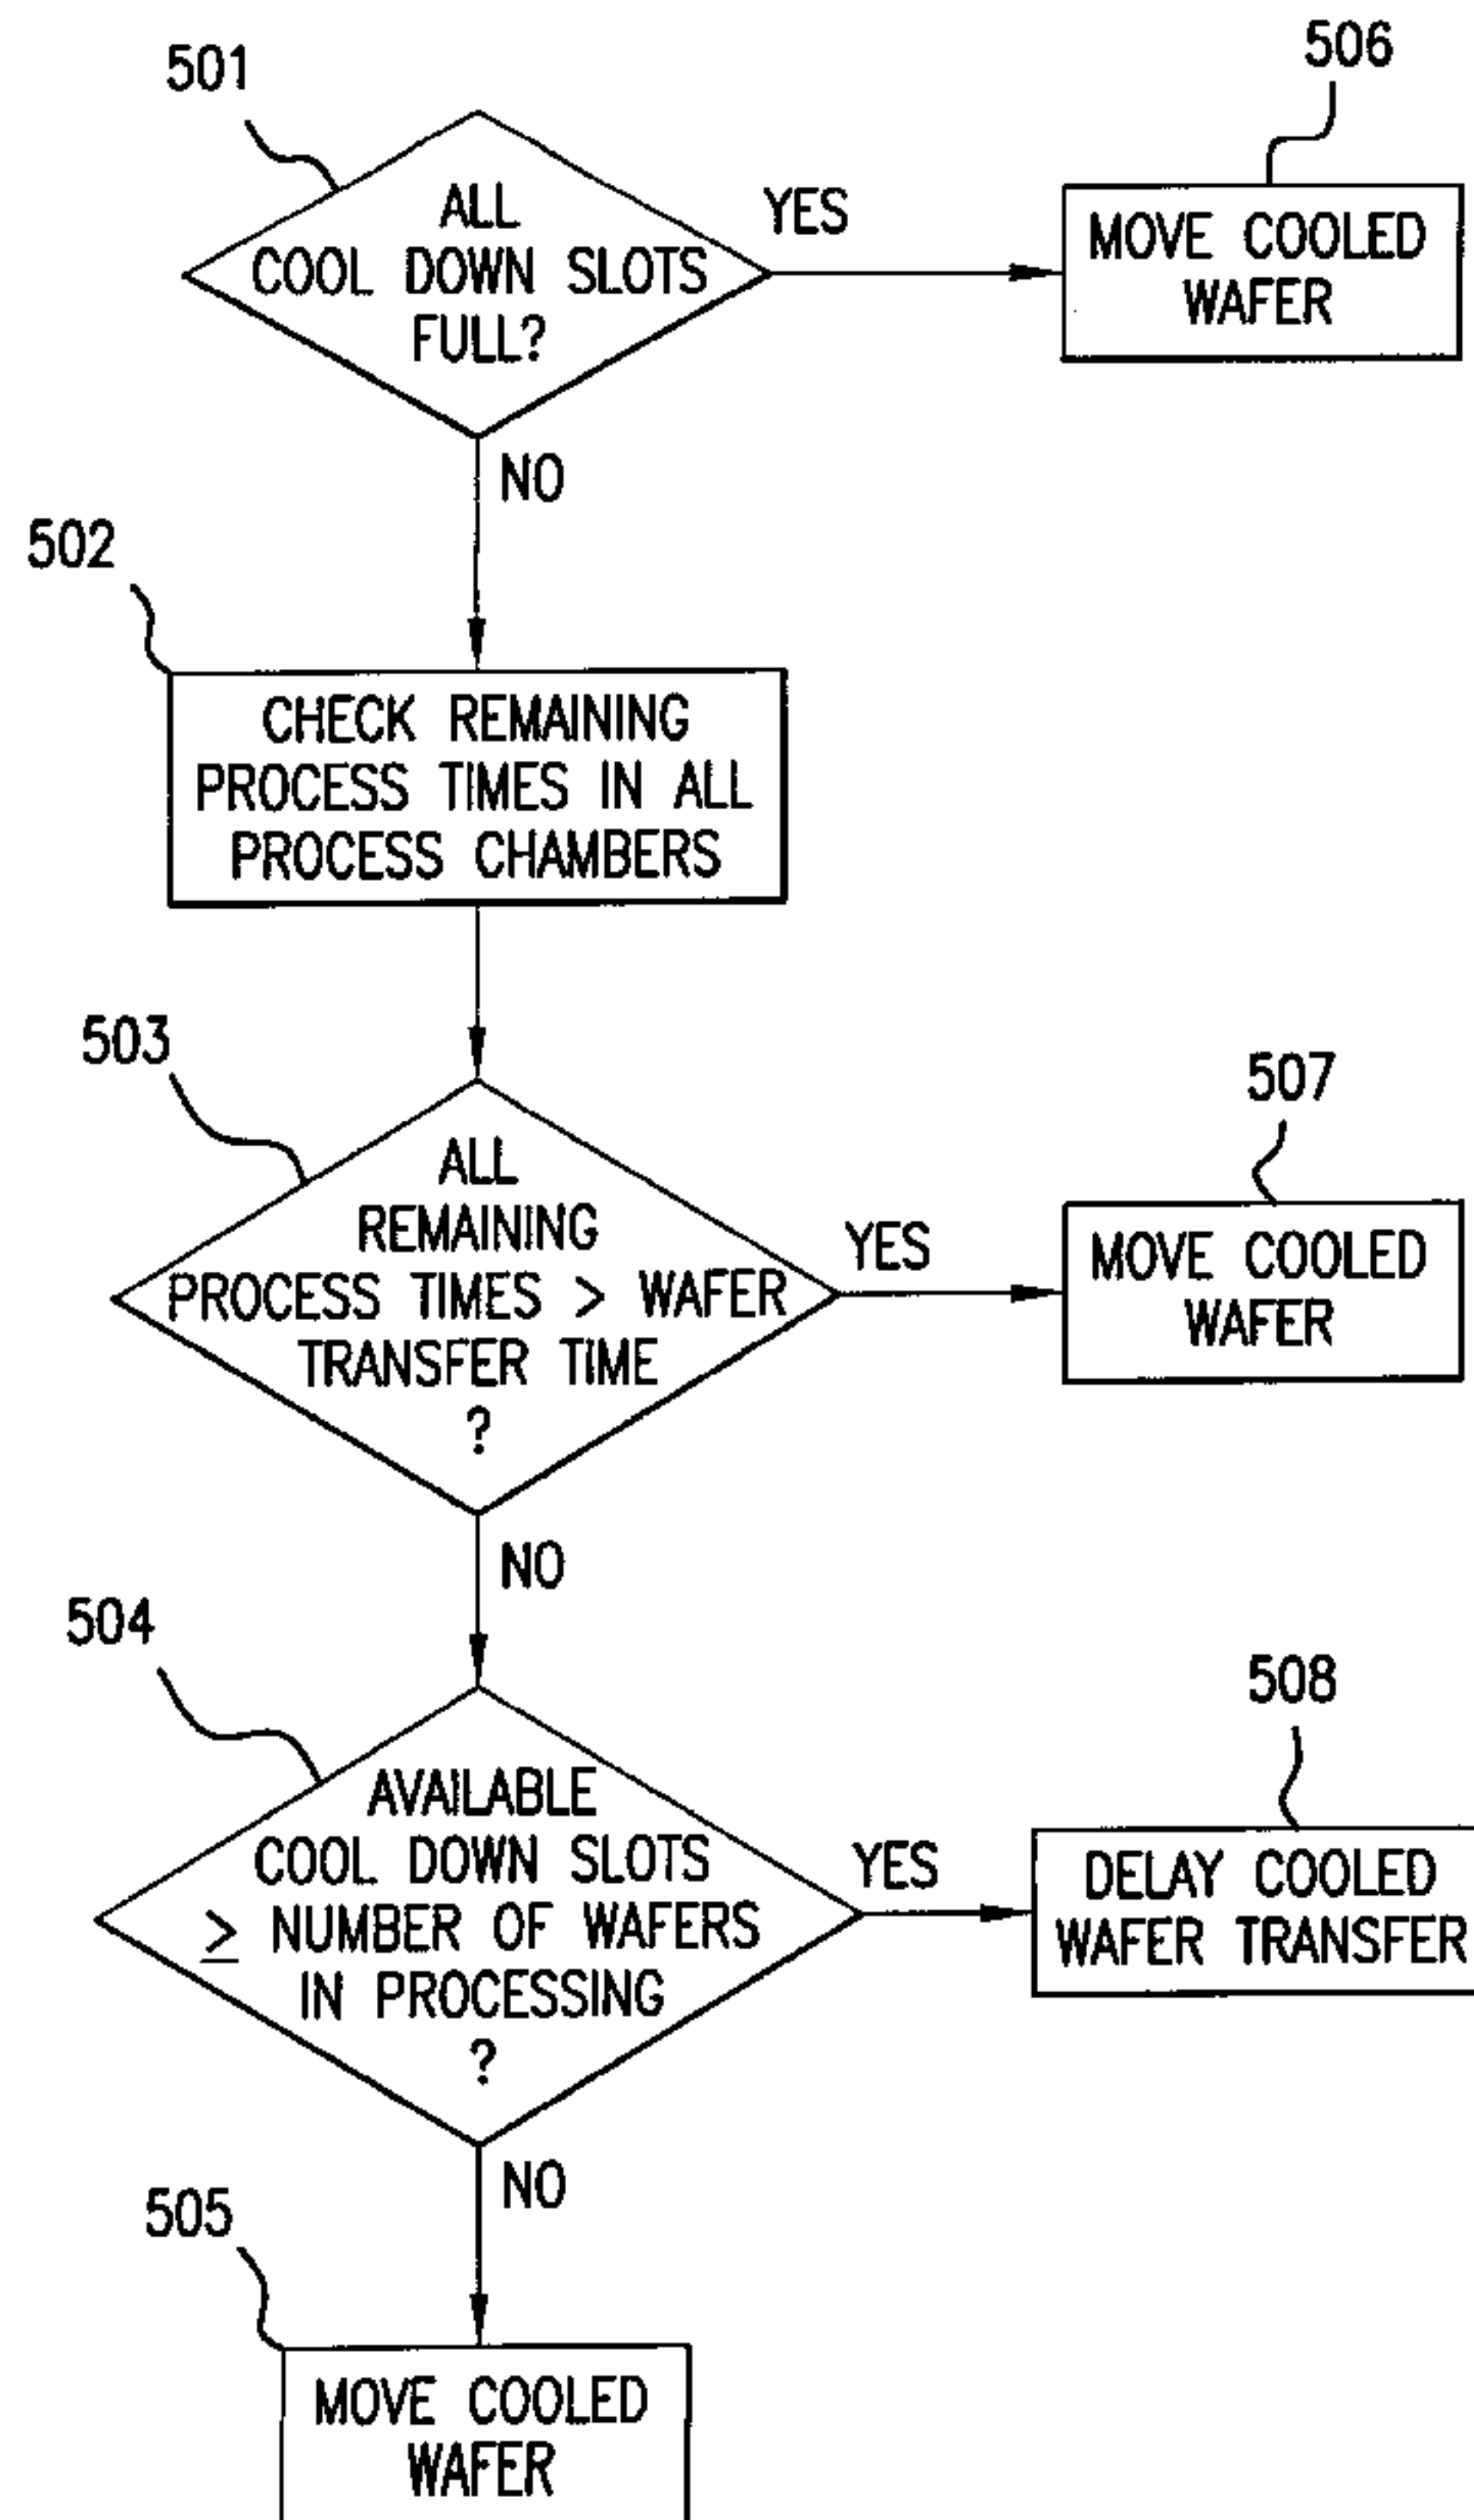 501
ALL
COOL DOWN SLOTS
FULL?
YES
506
MOVE COOLED
WAFER
NO
502
CHECK REMAINING
PROCESS TIMES IN ALL
PROCESS CHAMBERS
503
ALL
REMAINING
PROCESS TIMES > WAFER
TRANSFER TIME
?
YES
507
MOVE COOLED
WAFER
NO
504
AVAILABLE
COOL DOWN SLOTS
≥ NUMBER OF WAFERS
IN PROCESSING
?
YES
508
DELAY COOLED
WAFER TRANSFER
NO
505
MOVE COOLED
WAFER